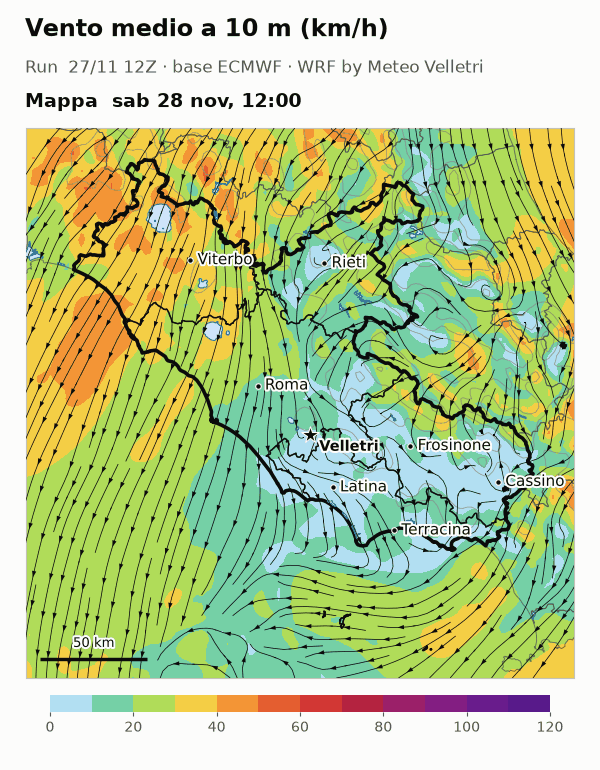 Vento medio a 10 m (km/h)
Run  27/11 12Z · base ECMWF · WRF by Meteo Velletri
Mappa  sab 28 nov, 12:00
Viterbo
Rieti
Roma
Velletri
Frosinone
Cassino
Latina
Terracina
50 km
0 20 40 60 80 100 120